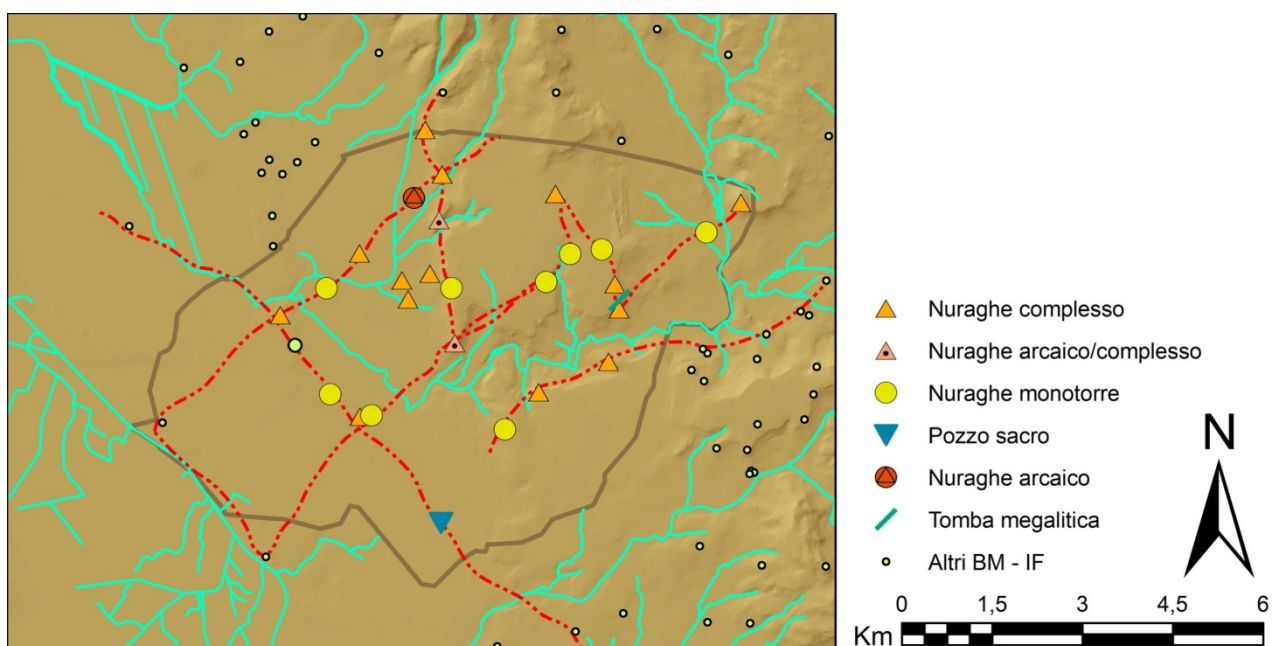 Nuraghe complesso
Nuraghe arcaico/complesso
Nuraghe monotorre
Pozzo sacro
Nuraghe arcaico
Tomba megalitica
Altri BM - IF
N
0 1,5 3 4,5 6
Km